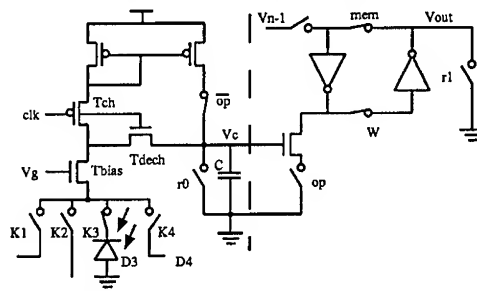 Vn-1
mem
Vout
r1
op
Tch
clk
W
Vc
Tdech
Vg
Tbias
r0
C
op
K1
K2
K3
K4
D3
D4